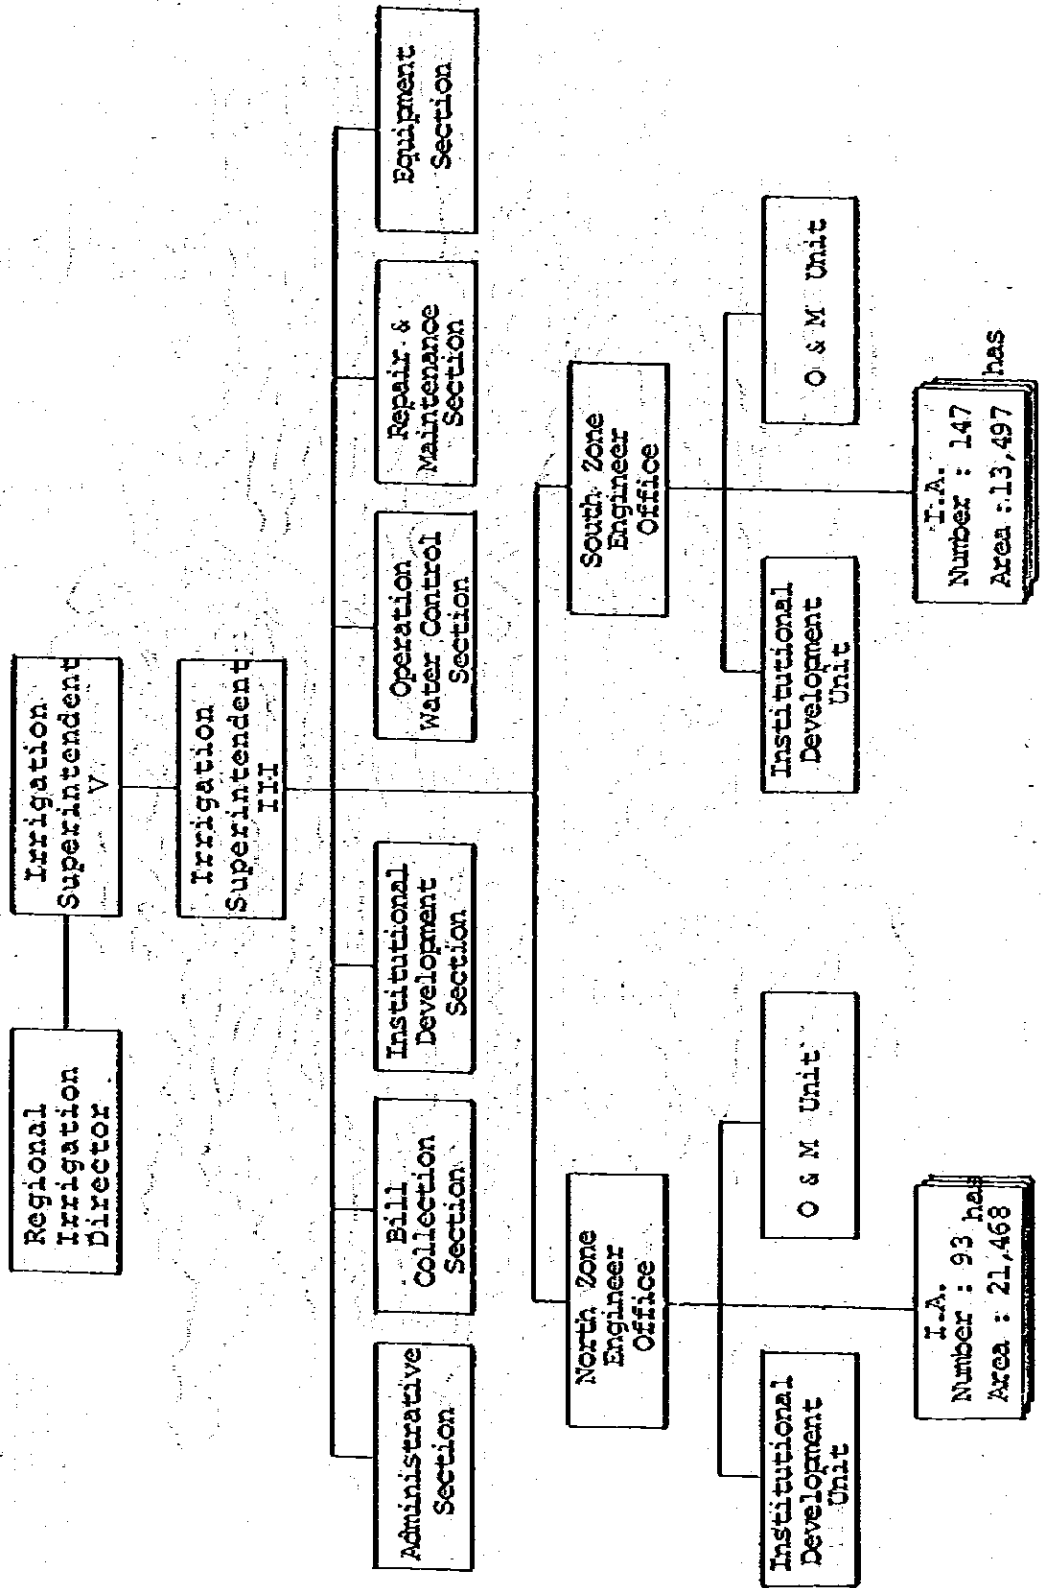 Regional
Irrigation
Director
Irrigation
Superintendent
V
Irrigation
Superintendent
III
Administrative
Section
Bill
Collection
Section
Institutional
Development
Section
Operation
Water Control
Section
Repair &
Maintenance
Section
Equipment
Section
North Zone
Engineer
Office
South Zone
Engineer
Office
Institutional
Development
Unit
O & M Unit
Institutional
Development
Unit
O & M Unit
I.A.
Number : 93
Area : 21,468 has
I.A.
Number : 147
Area : 13,497 has